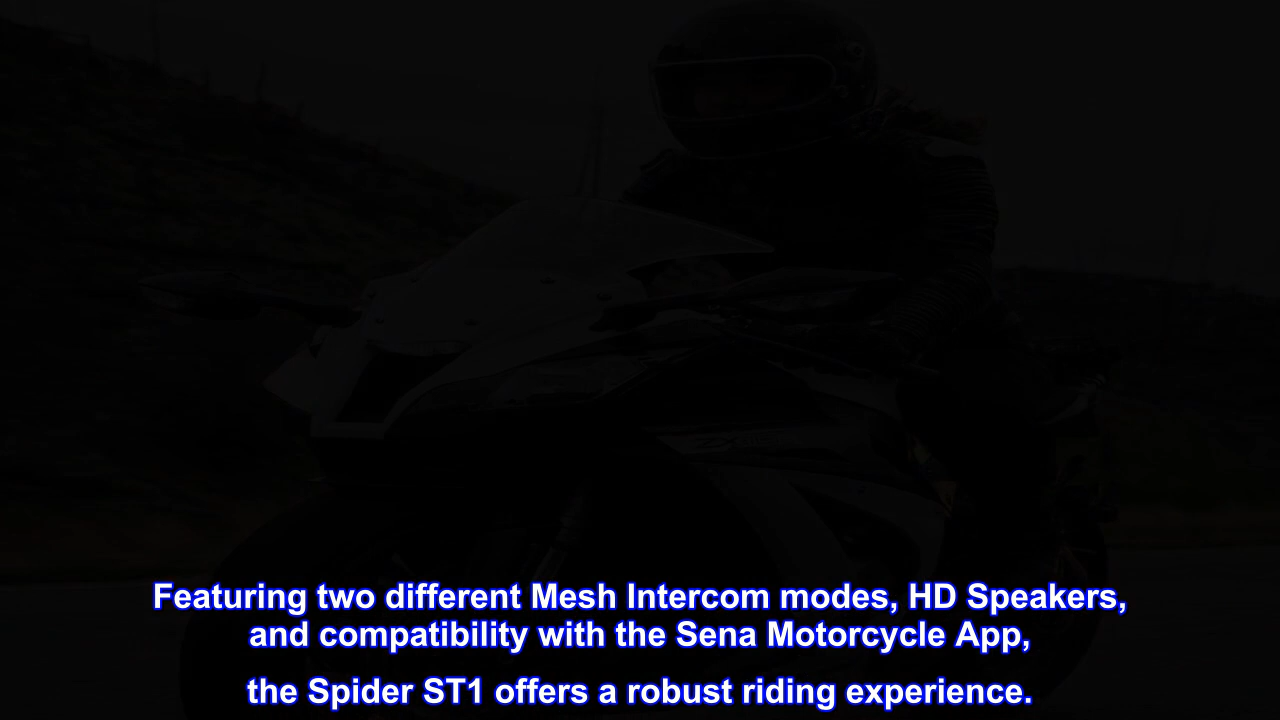 Featuring two different Mesh Intercom modes, HD Speakers,
and compatibility with the Sena Motorcycle App,
the Spider ST1 offers a robust riding experience.